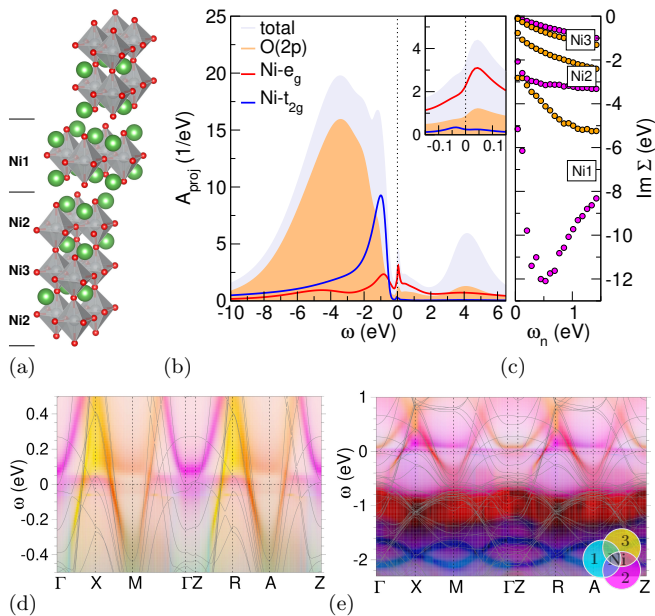 Ni1
Ni2
Ni3
Ni2
(a)
25
20
15
10
5
0
A_proj (1/eV)
total
O(2p)
Ni-e_g
Ni-t_2g
4
2
0
-0.1 0 0.1
-10 -8 -6 -4 -2 0 2 4 6
ω (eV)
(b)
Ni3
Ni2
Ni1
0
-2
-4
-6
-8
-10
-12
Im Σ (eV)
0 1
ω_n (eV)
(c)
0.4
0.2
0
-0.2
-0.4
ω (eV)
Γ X M ΓZ R A Z
(d)
1
0
-1
-2
ω (eV)
Γ X M ΓZ R A Z
1 3 Ni 2
(e)